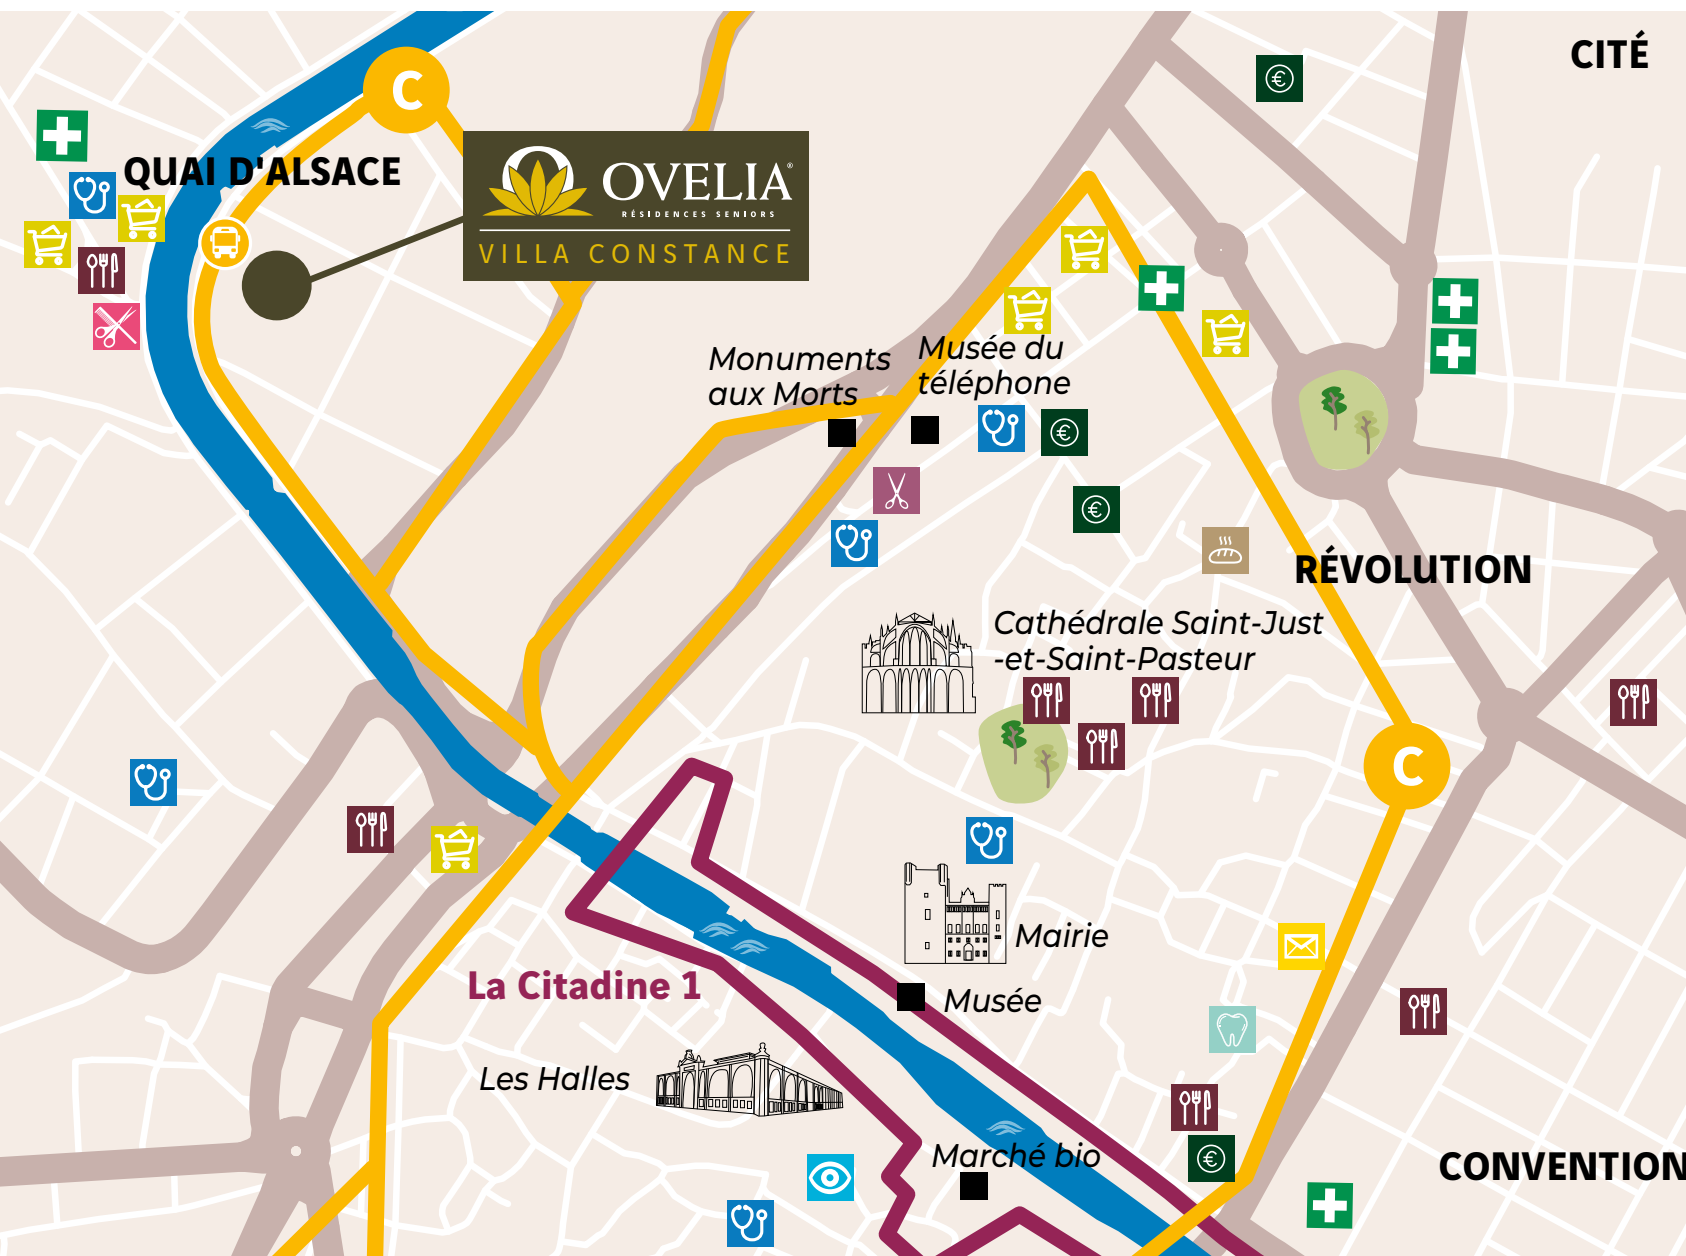 CITÉ
C
QUAI D'ALSACE
OVELIA®
RÉSIDENCES SENIORS
VILLA CONSTANCE
Monuments
aux Morts
Musée du
téléphone
RÉVOLUTION
Cathédrale Saint-Just
-et-Saint-Pasteur
C
Mairie
La Citadine 1
Musée
Les Halles
Marché bio
CONVENTION